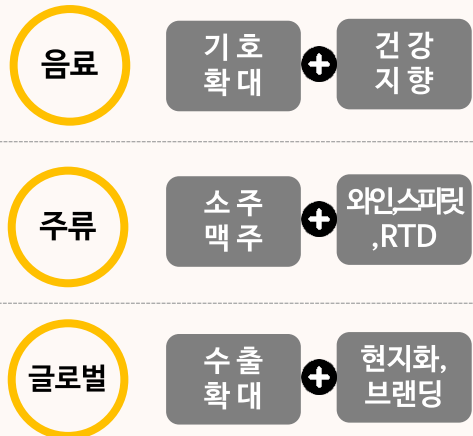 음료
기 호
확 대
건 강
지 향
주류
소 주
맥 주
와인,스피릿
,RTD
글로벌
수 출
확 대
현지화,
브랜딩